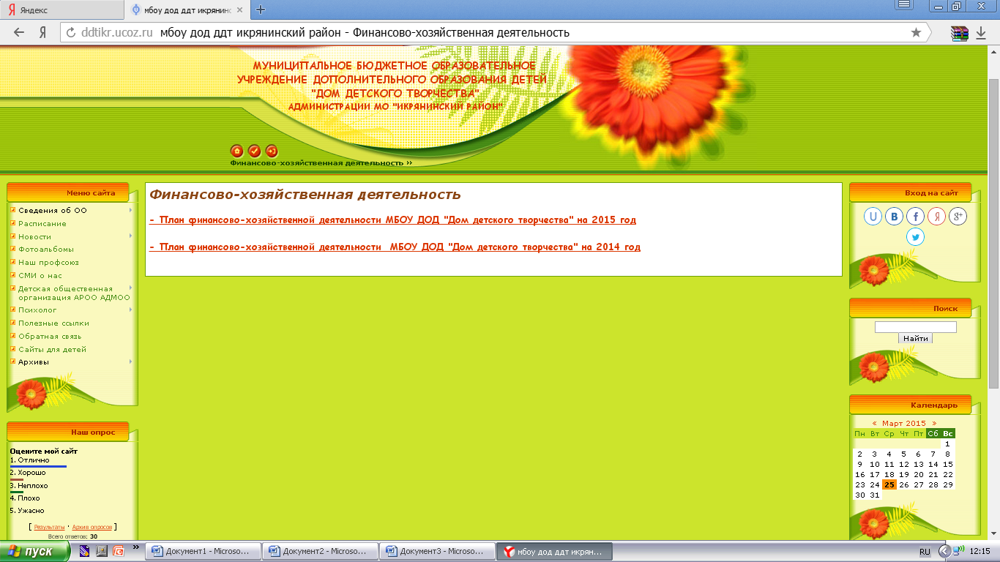 Яндекс
мбоу дод ддт икрянинс
ddtikr.ucoz.ru мбоу дод ддт икрянинский район - Финансово-хозяйственная деятельность
МУНИЦИПАЛЬНОЕ БЮДЖЕТНОЕ ОБРАЗОВАТЕЛЬНОЕ
УЧРЕЖДЕНИЕ ДОПОЛНИТЕЛЬНОГО ОБРАЗОВАНИЯ ДЕТЕЙ
"ДОМ ДЕТСКОГО ТВОРЧЕСТВА"
АДМИНИСТРАЦИИ МО "ИКРЯНИНСКИЙ РАЙОН"
Финансово-хозяйственная деятельность »
Меню сайта
Сведения об ОО
Расписание
Новости
Фотоальбомы
Наш профсоюз
СМИ о нас
Детская общественная
организация АРОО АДМОО
Психолог
Полезные ссылки
Обратная связь
Сайты для детей
Архивы
Наш опрос
Оцените мой сайт
1. Отлично
2. Хорошо
3. Неплохо
4. Плохо
5. Ужасно
[ Результаты · Архив опросов ]
Всего ответов: 30
Финансово-хозяйственная деятельность
- План финансово-хозяйственной деятельности МБОУ ДОД "Дом детского творчества" на 2015 год
- План финансово-хозяйственной деятельности МБОУ ДОД "Дом детского творчества" на 2014 год
Вход на сайт
Поиск
Найти
Календарь
« Март 2015 »
Пн Вт Ср Чт Пт Сб Вс
1
2 3 4 5 6 7 8
9 10 11 12 13 14 15
16 17 18 19 20 21 22
23 24 25 26 27 28 29
30 31
пуск
Документ1 - Microso...
Документ2 - Microso...
Документ3 - Microso...
мбоу дод ддт икрян...
RU
12:15